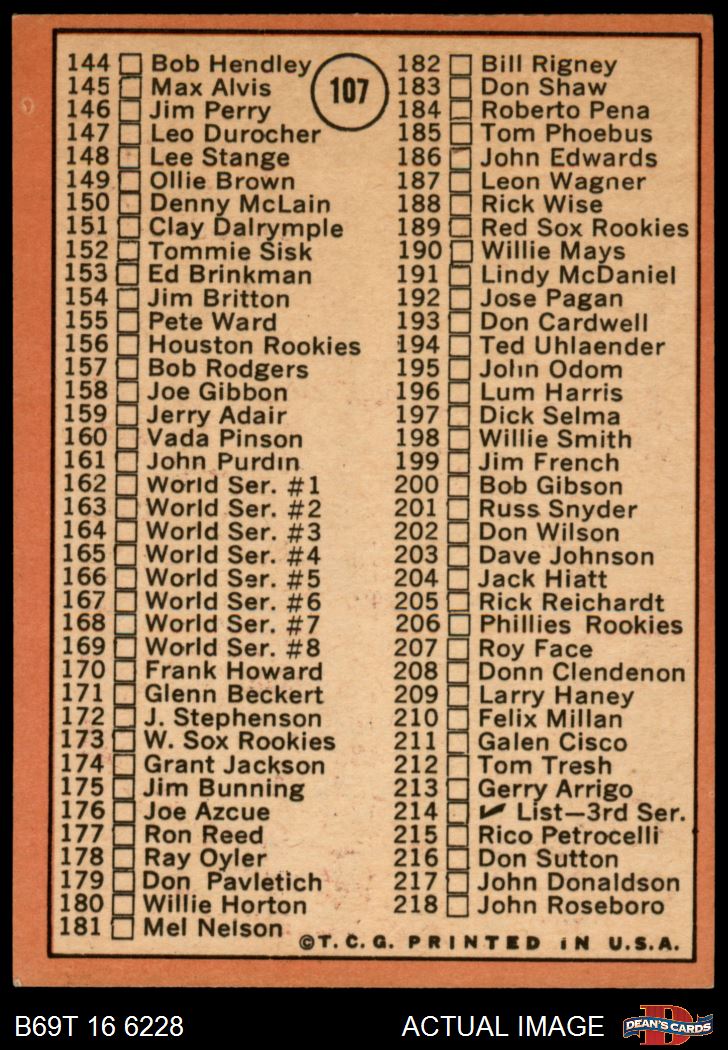 107
144 Bob Hendley
145 Max Alvis
146 Jim Perry
147 Leo Durocher
148 Lee Stange
149 Ollie Brown
150 Denny McLain
151 Clay Dalrymple
152 Tommie Sisk
153 Ed Brinkman
154 Jim Britton
155 Pete Ward
156 Houston Rookies
157 Bob Rodgers
158 Joe Gibbon
159 Jerry Adair
160 Vada Pinson
161 John Purdin
162 World Ser. #1
163 World Ser. #2
164 World Ser. #3
165 World Ser. #4
166 World Ser. #5
167 World Ser. #6
168 World Ser. #7
169 World Ser. #8
170 Frank Howard
171 Glenn Beckert
172 J. Stephenson
173 W. Sox Rookies
174 Grant Jackson
175 Jim Bunning
176 Joe Azcue
177 Ron Reed
178 Ray Oyler
179 Don Pavletich
180 Willie Horton
181 Mel Nelson
182 Bill Rigney
183 Don Shaw
184 Roberto Pena
185 Tom Phoebus
186 John Edwards
187 Leon Wagner
188 Rick Wise
189 Red Sox Rookies
190 Willie Mays
191 Lindy McDaniel
192 Jose Pagan
193 Don Cardwell
194 Ted Uhlaender
195 John Odom
196 Lum Harris
197 Dick Selma
198 Willie Smith
199 Jim French
200 Bob Gibson
201 Russ Snyder
202 Don Wilson
203 Dave Johnson
204 Jack Hiatt
205 Rick Reichardt
206 Phillies Rookies
207 Roy Face
208 Donn Clendenon
209 Larry Haney
210 Felix Millan
211 Galen Cisco
212 Tom Tresh
213 Gerry Arrigo
214 ✔ List—3rd Ser.
215 Rico Petrocelli
216 Don Sutton
217 John Donaldson
218 John Roseboro
©T. C. G. PRINTED IN U.S.A.
B69T 16 6228
ACTUAL IMAGE
DEAN'S CARDS